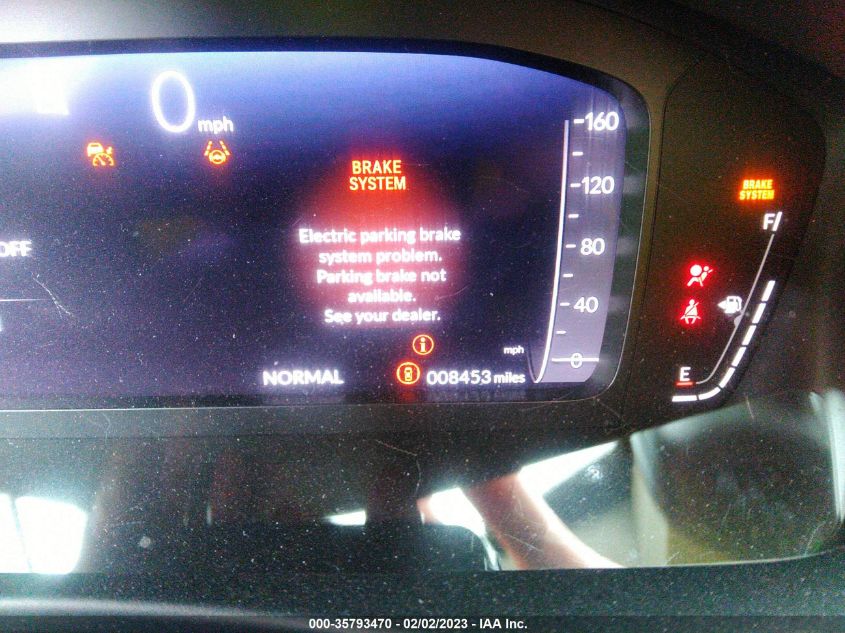 0 mph
BRAKE
SYSTEM
Electric parking brake
system problem.
Parking brake not
available.
See your dealer.
OFF
NORMAL
008453 miles
160
120
80
40
0
mph
BRAKE
SYSTEM
F/
E
000-35793470 - 02/02/2023 - IAA Inc.